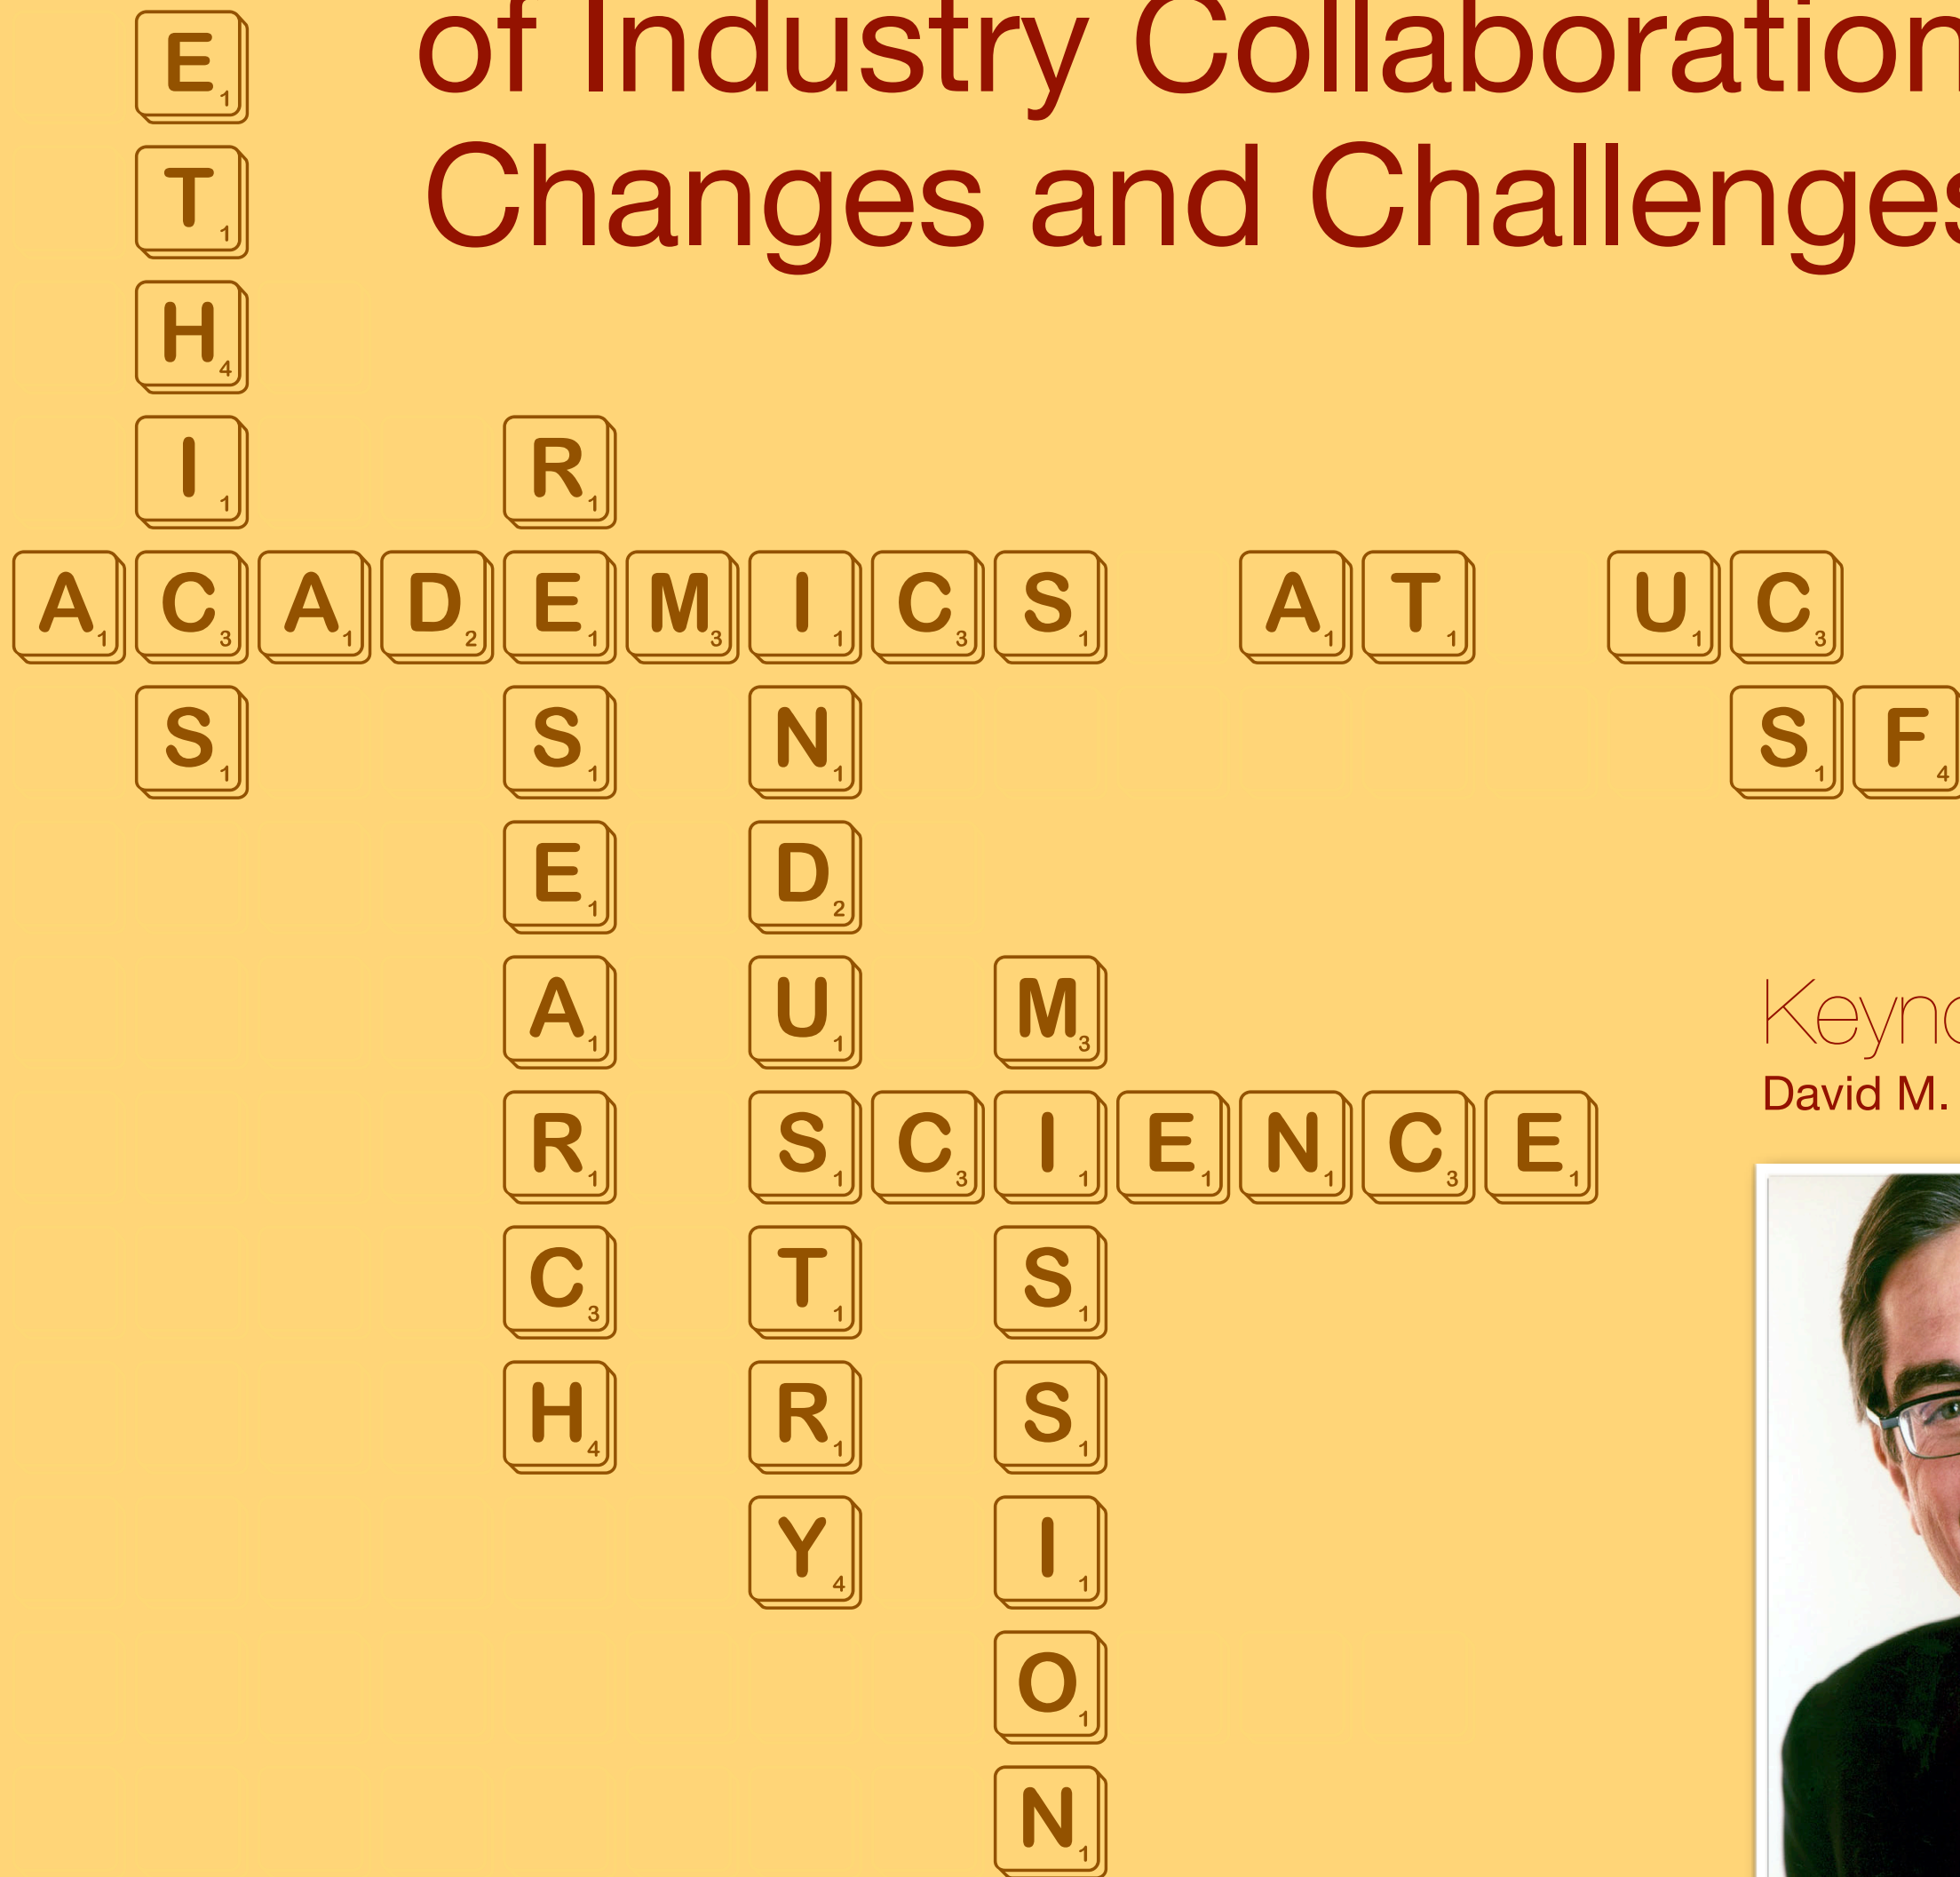 of Industry Collaboration
Changes and Challenges
ETHICS
RESEARCH
ACADEMICS AT UC
SF
INDUSTRY
MISSION
SCIENCE
David M.